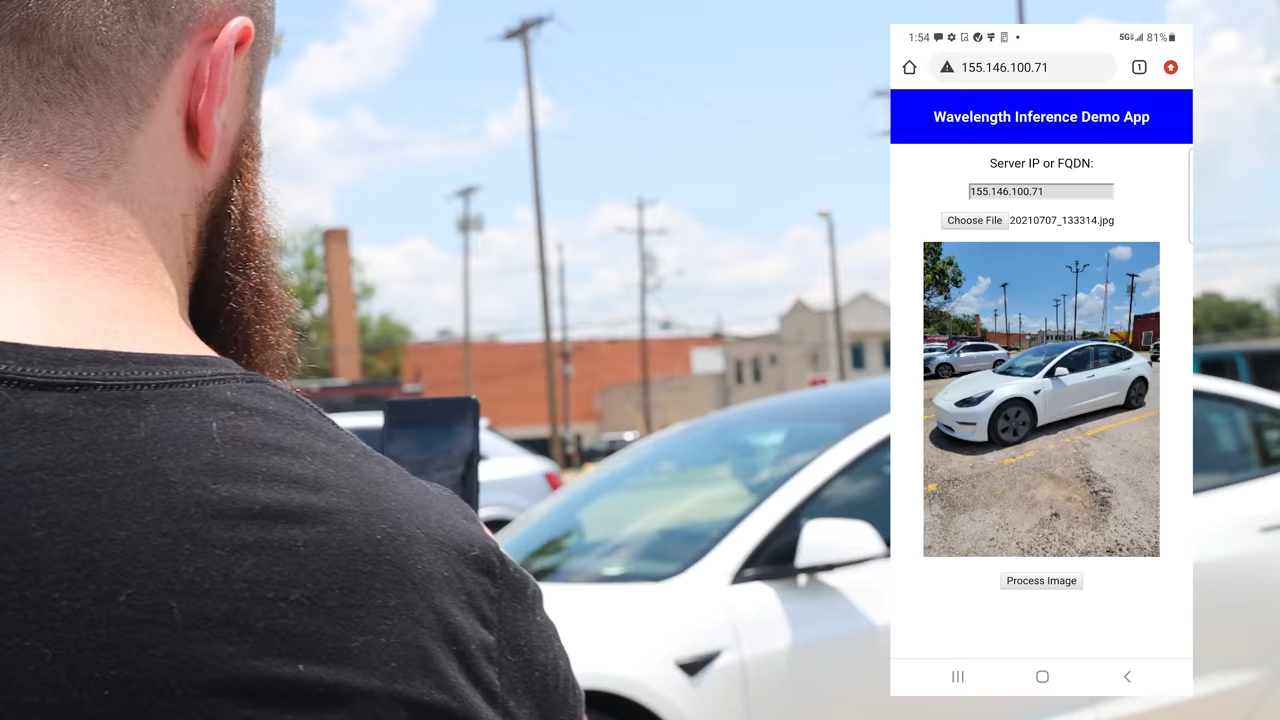 1:54
5G 81%
155.146.100.71
1
Wavelength Inference Demo App
Server IP or FQDN:
155.146.100.71
Choose File 20210707_133314.jpg
Process Image